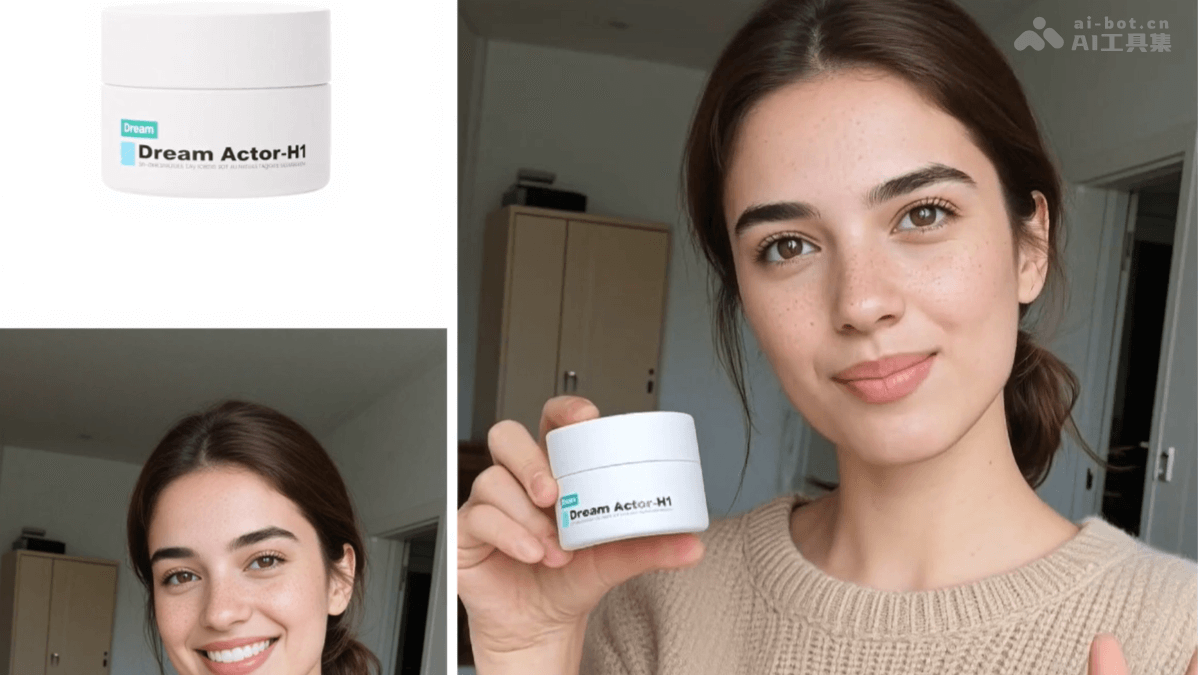 Dream
Dream Actor-H1
ai-bot.cn
AI工具集
Dream Actor-H1